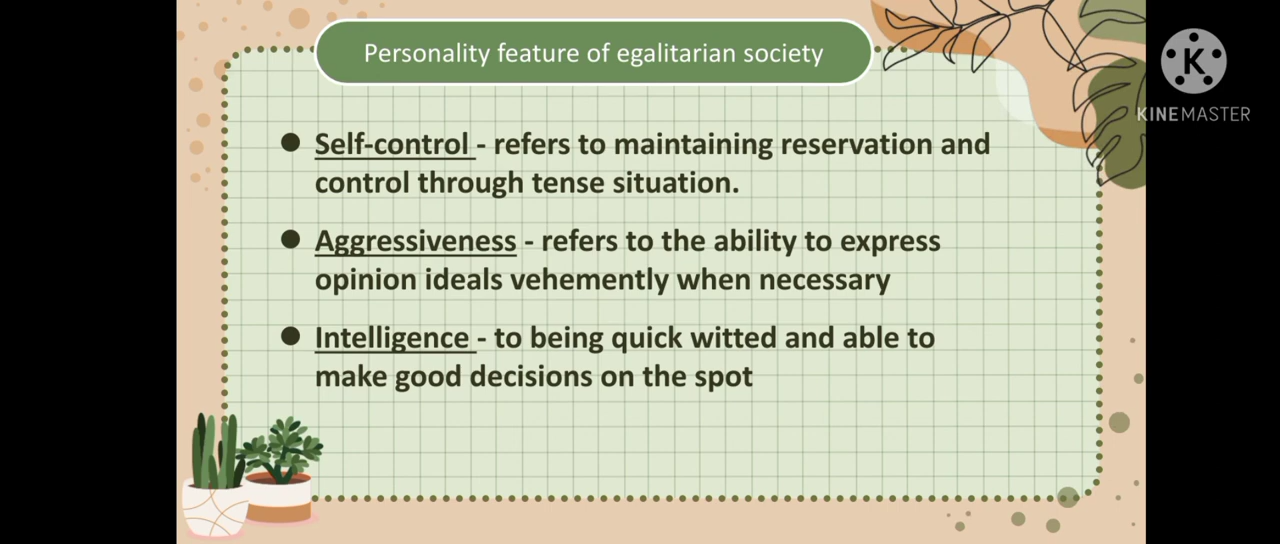 Personality feature of egalitarian society
K
KINEMASTER
● Self-control - refers to maintaining reservation and
control through tense situation.
● Aggressiveness - refers to the ability to express
opinion ideals vehemently when necessary
● Intelligence - to being quick witted and able to
make good decisions on the spot